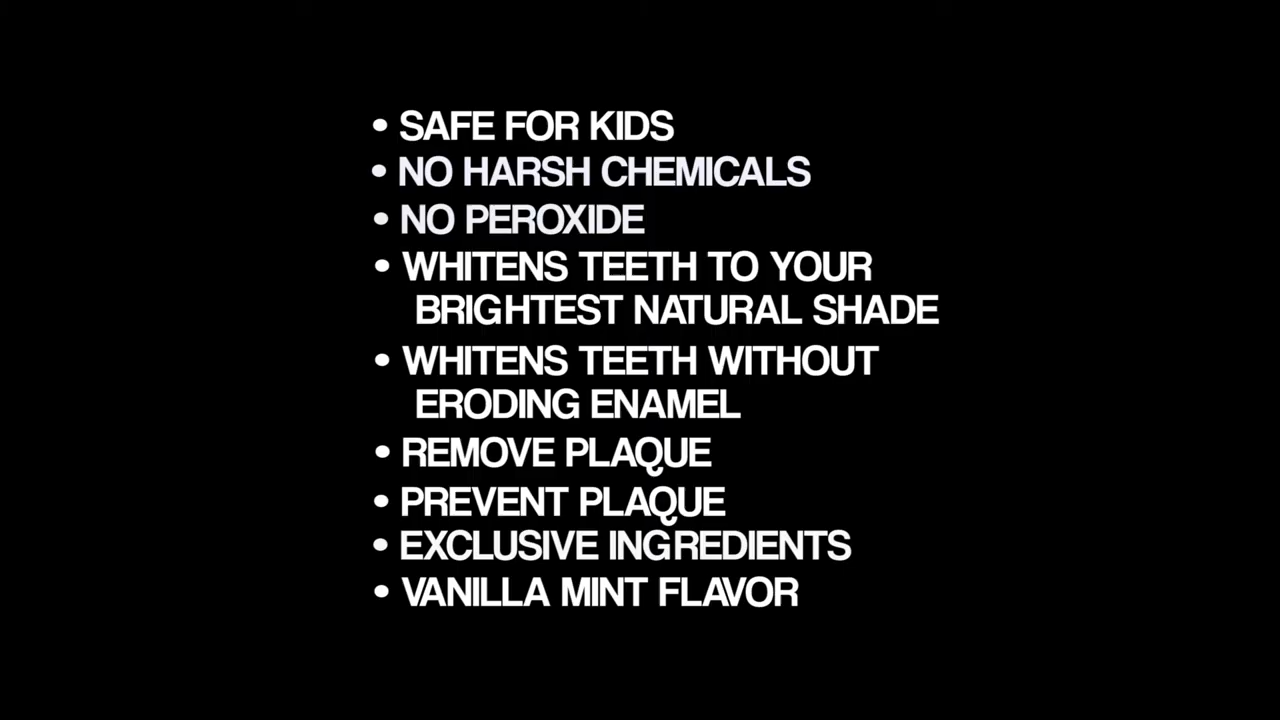 • SAFE FOR KIDS
• NO HARSH CHEMICALS
• NO PEROXIDE
• WHITENS TEETH TO YOUR
BRIGHTEST NATURAL SHADE
• WHITENS TEETH WITHOUT
ERODING ENAMEL
• REMOVE PLAQUE
• PREVENT PLAQUE
• EXCLUSIVE INGREDIENTS
• VANILLA MINT FLAVOR